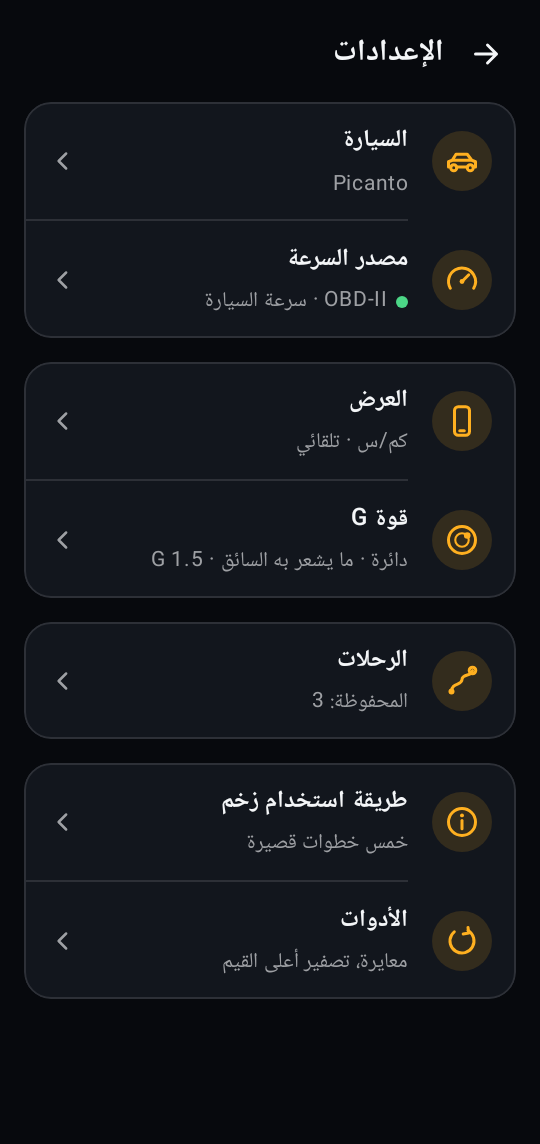 الإعدادات
السيارة
Picanto
مصدر السرعة
OBD-II · سرعة السيارة
العرض
كم/س · تلقائي
قوة G
دائرة · ما يشعر به السائق · 1.5 G
الرحلات
المحفوظة: 3
طريقة استخدام زخم
خمس خطوات قصيرة
الأدوات
معايرة، تصفير أعلى القيم